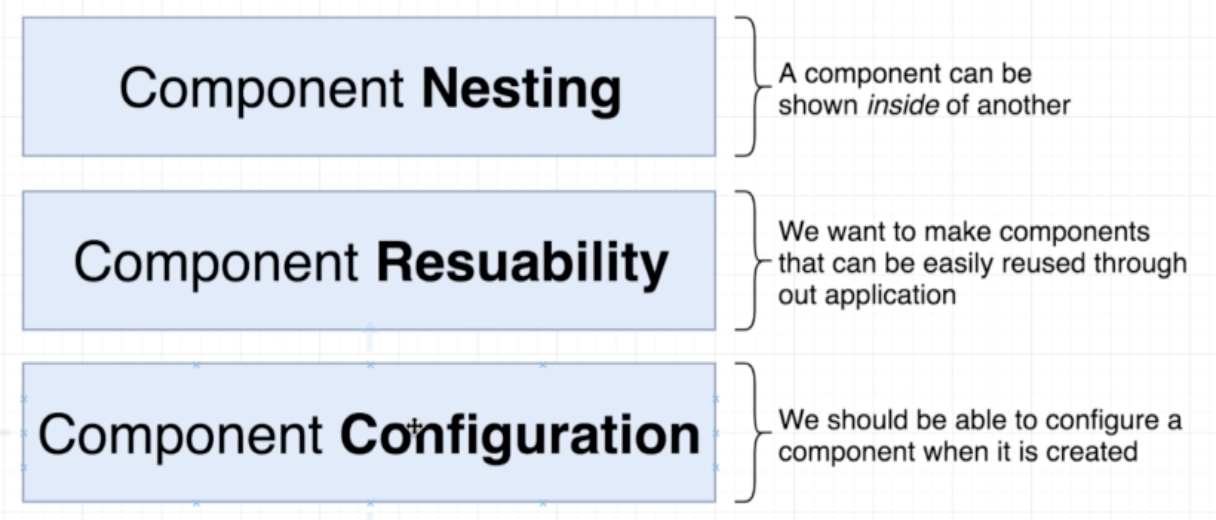 Component Nesting
A component can be
shown inside of another
Component Resuability
We want to make components
that can be easily reused through
out application
Component Configuration
We should be able to configure a
component when it is created